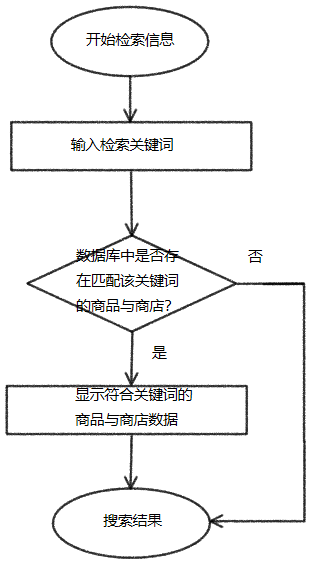 开始检索信息
输入检索关键词
数据库中是否存
在匹配该关键词
的商品与商店？
否
是
显示符合关键词的
商品与商店数据
搜索结果